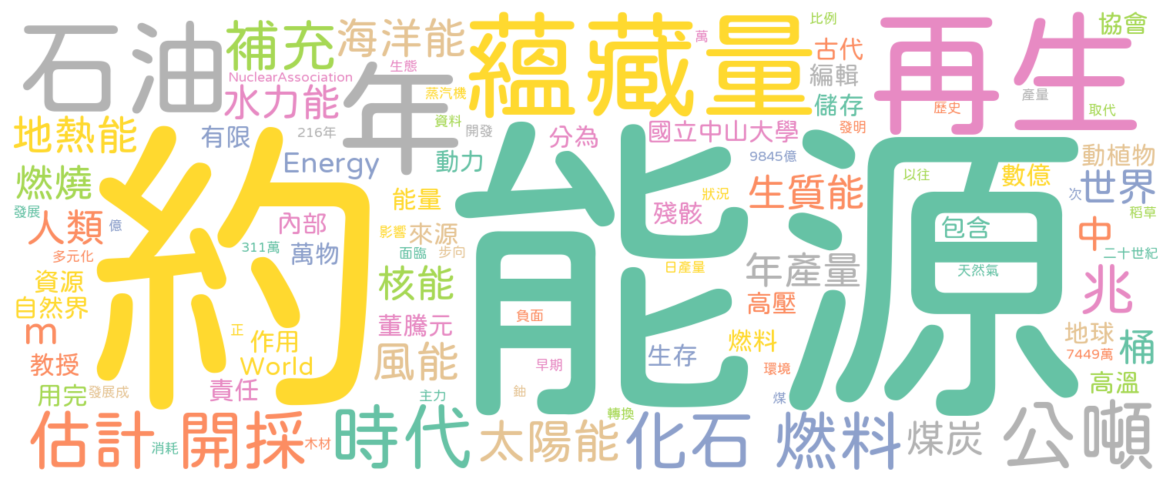 石油
補充
海洋能
蘊藏量
再生
比例
協會
萬
古代
NuclearAssociation
生態
年
編輯
水力能
蒸汽機
儲存
產量
歷史
取代
地熱能
有限
216年
資料
開發
分為
國立中山大學
發明
Energy
動力
9845億
動植物
燃燒
約
能源
生質能
以往
數億
世界
能量
狀況
殘骸
次
稻草
發展
人類
億
內部
影響
來源
包含
中
多元化
311萬
萬物
面臨
步向
二十世紀
資源
核能
日產量
年產量
天然氣
兆
自然界
高壓
m
正
作用
董騰元
負面
燃料
地球
桶
教授
World
風能
早期
生存
環境
7449萬
用完
發展成
責任
主力
鈾
煤
高溫
估計
消耗
開採
木材
時代
太陽能
轉換
化石
燃料
煤炭
公噸